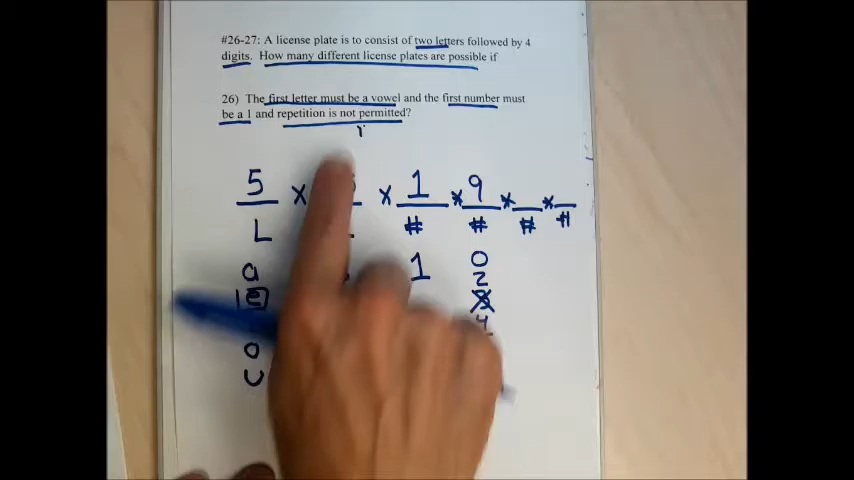 #26-27: A license plate is to consist of two letters followed by 4
digits. How many different license plates are possible if
26) The first letter must be a vowel and the first number must
be a 1 and repetition is not permitted?
5 × × 1 × 9 × ×
L # # # #
a 1 0
e 2
4
o
U